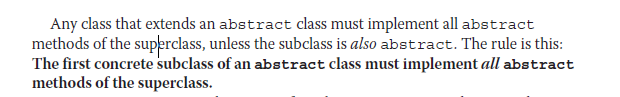 Any class that extends an abstract class must implement all abstract
methods of the superclass, unless the subclass is also abstract. The rule is this:
The first concrete subclass of an abstract class must implement all abstract
methods of the superclass.